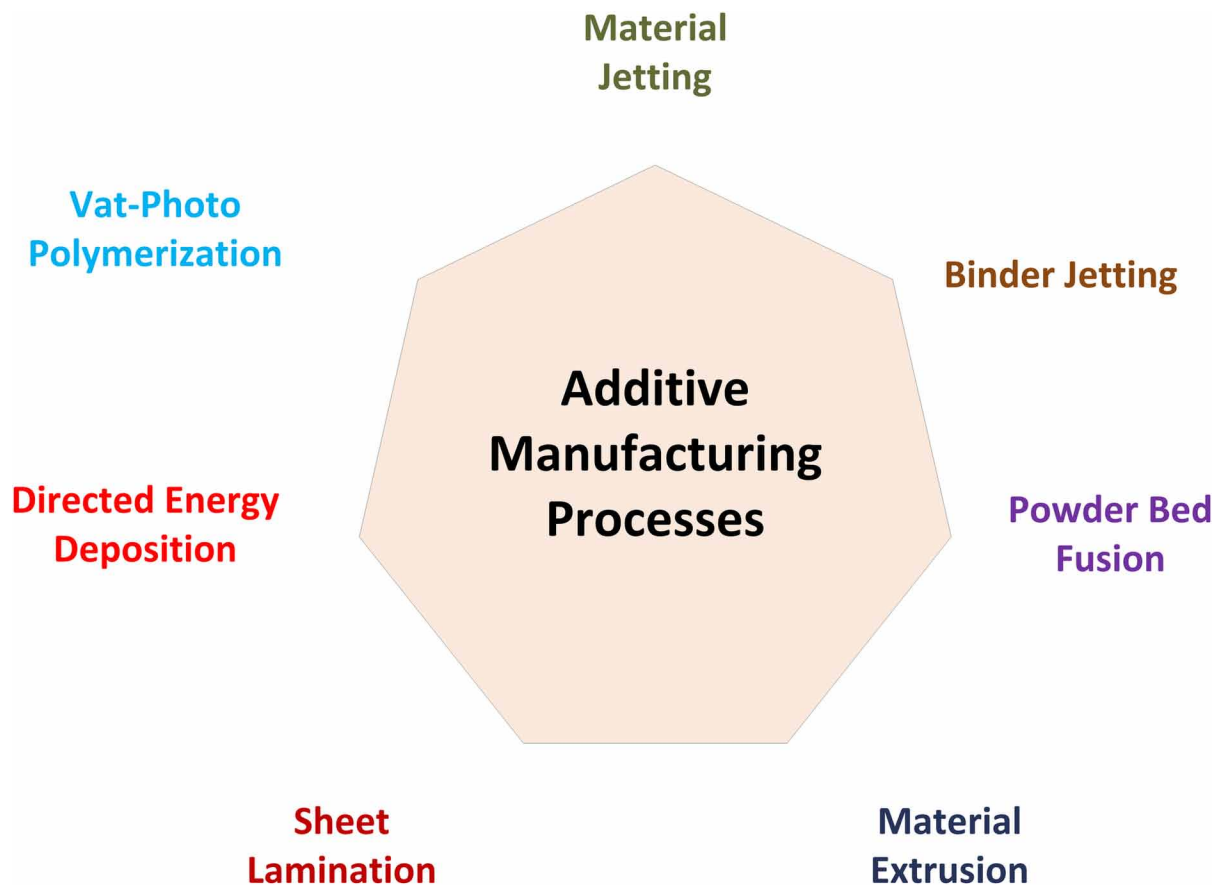 Material
Jetting
Vat-Photo
Polymerization
Binder Jetting
Additive
Manufacturing
Processes
Directed Energy
Deposition
Powder Bed
Fusion
Sheet
Lamination
Material
Extrusion